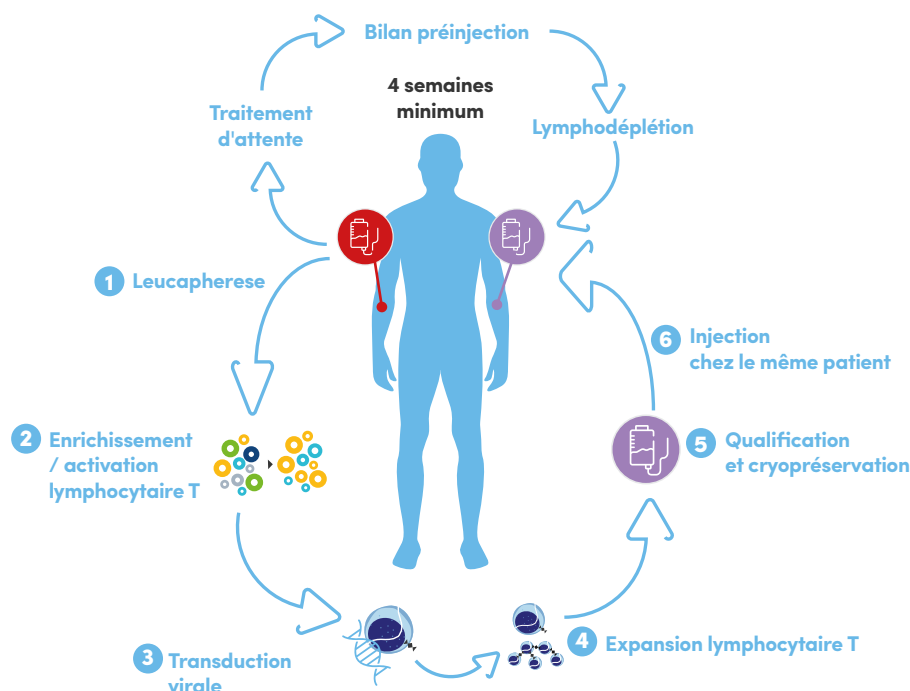 Bilan préinjection
4 semaines
minimum
Traitement
d'attente
Lymphodéplétion
1 Leucapherese
6 Injection
chez le même patient
2 Enrichissement
/ activation
lymphocytaire T
5 Qualification
et cryopréservation
4 Expansion lymphocytaire T
3 Transduction
virale